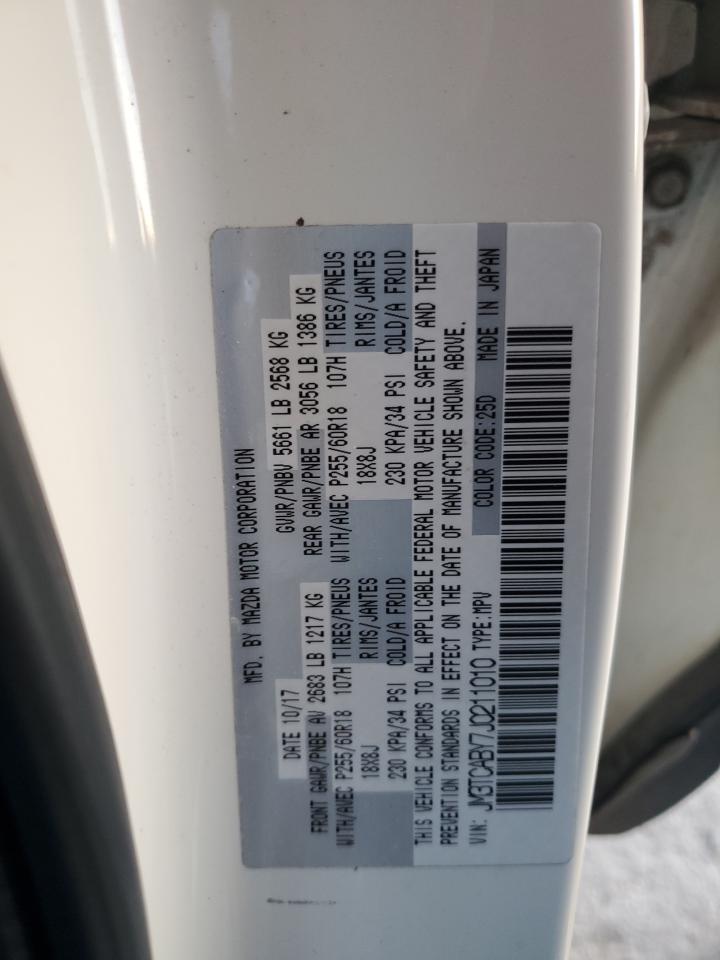 MFD. BY MAZDA MOTOR CORPORATION
DATE 10/17 GVWR/PNBV 5661 LB 2568 KG
FRONT GAWR/PNBE AV 2683 LB 1217 KG REAR GAWR/PNBE AR 3056 LB 1386 KG
WITH/AVEC P255/60R18 107H TIRES/PNEUS WITH/AVEC P255/60R18 107H TIRES/PNEUS
18X8J RIMS/JANTES 18X8J RIMS/JANTES
230 KPA/34 PSI COLD/A FROID 230 KPA/34 PSI COLD/A FROID
THIS VEHICLE CONFORMS TO ALL APPLICABLE FEDERAL MOTOR VEHICLE SAFETY AND THEFT
PREVENTION STANDARDS IN EFFECT ON THE DATE OF MANUFACTURE SHOWN ABOVE.
VIN: JM3TCABY7J0211010 TYPE:MPV COLOR CODE:25D MADE IN JAPAN